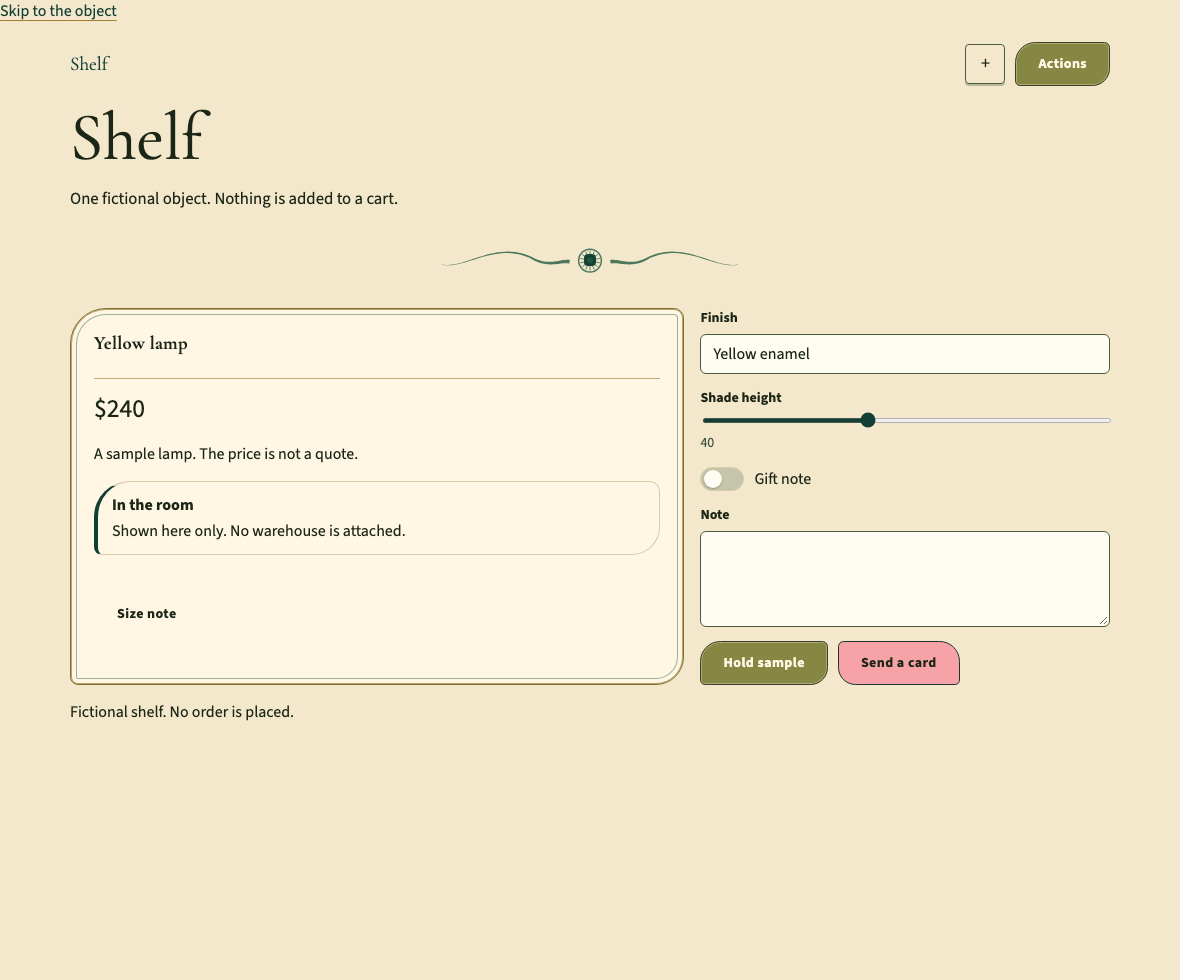 Skip to the object
Shelf
+
Actions
Shelf
One fictional object. Nothing is added to a cart.
Yellow lamp
$240
A sample lamp. The price is not a quote.
In the room
Shown here only. No warehouse is attached.
Size note
Finish
Yellow enamel
Shade height
40
Gift note
Note
Hold sample
Send a card
Fictional shelf. No order is placed.